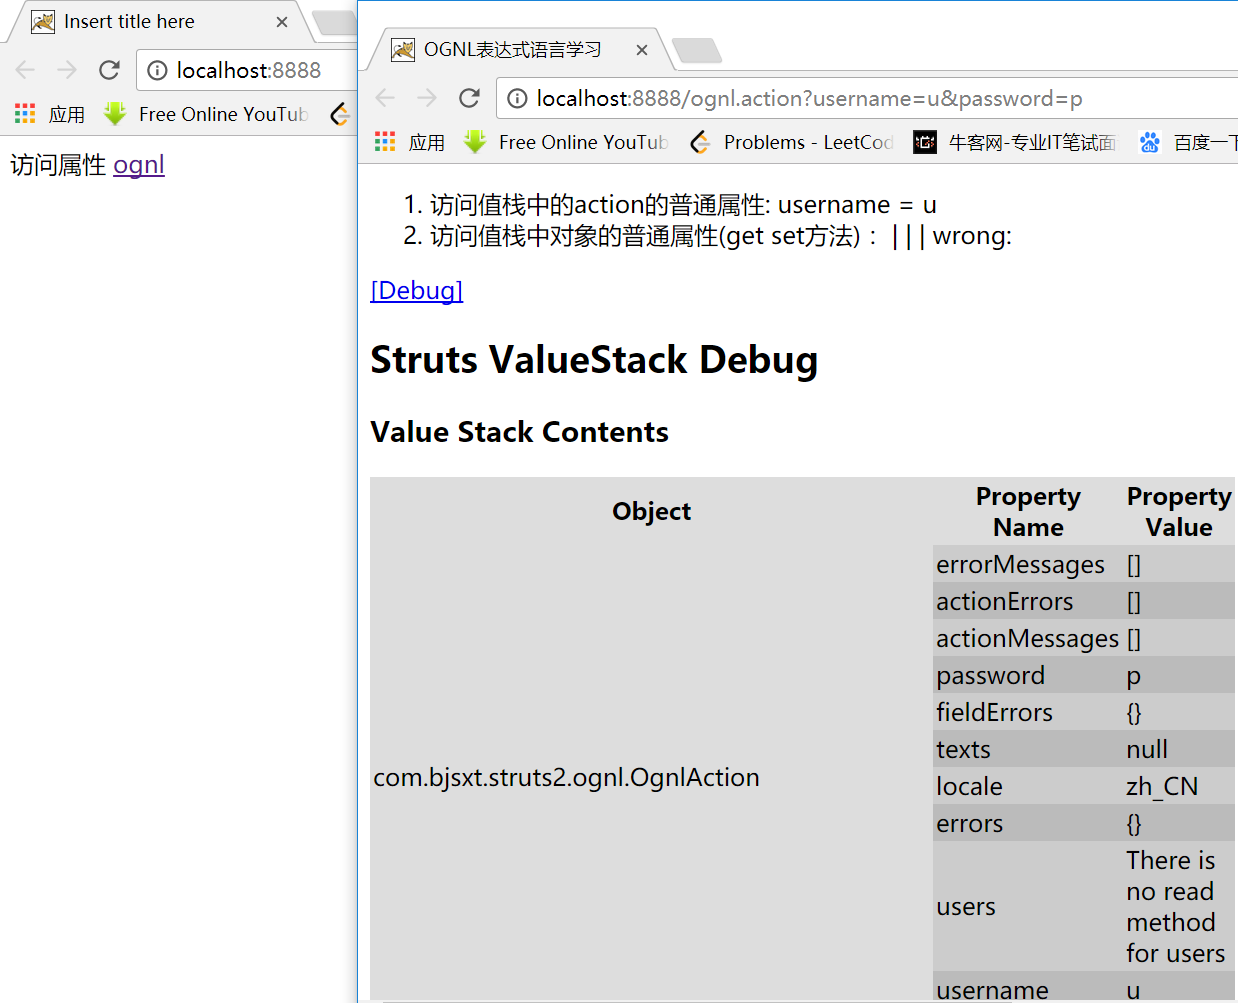 Insert title here
localhost:8888
应用
Free Online YouTub
访问属性 ognl
OGNL表达式语言学习
localhost:8888/ognl.action?username=u&password=p
应用
Free Online YouTub
Problems - LeetCod
牛客网-专业IT笔试面
百度一下
1. 访问值栈中的action的普通属性: username = u
2. 访问值栈中对象的普通属性(get set方法)： | | | wrong:
[Debug]
Struts ValueStack Debug
Value Stack Contents
Object
Property Name
Property Value
com.bjsxt.struts2.ognl.OgnlAction
errorMessages []
actionErrors []
actionMessages []
password p
fieldErrors {}
texts null
locale zh_CN
errors {}
users
There is
no read
method
for users
username u